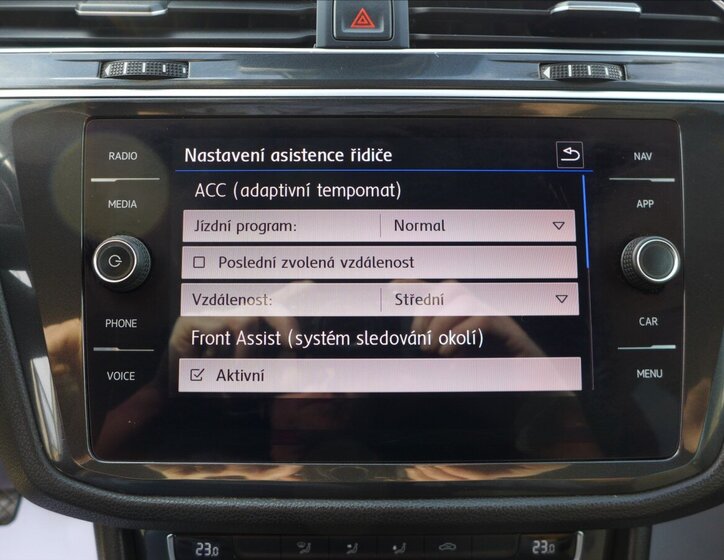 RADIO
MEDIA
PHONE
VOICE
Nastavení asistence řidiče
ACC (adaptivní tempomat)
Jízdní program: Normal
Poslední zvolená vzdálenost
Vzdálenost: Střední
Front Assist (systém sledování okolí)
Aktivní
NAV
APP
CAR
MENU
23.0
23.0